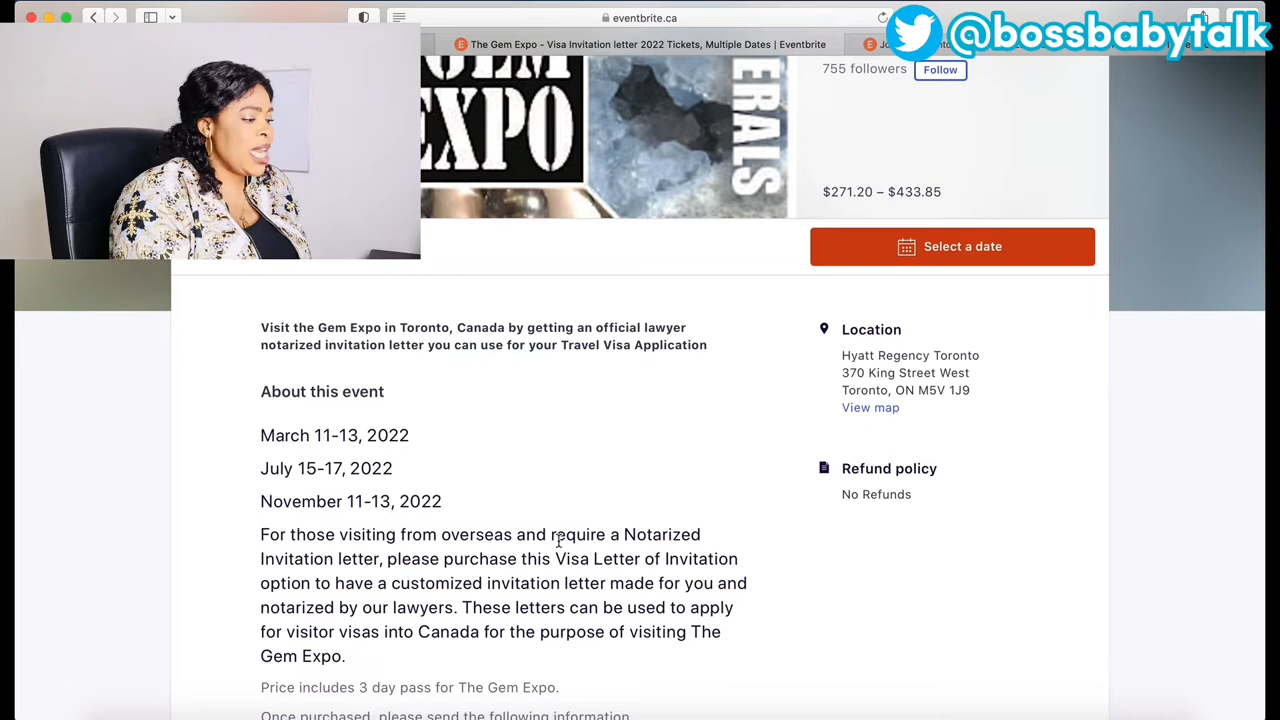 eventbrite.ca
@bossbabytalk
The Gem Expo - Visa Invitation letter 2022 Tickets, Multiple Dates | Eventbrite
755 followers
Follow
GEM
EXPO
ERALS
$271.20 – $433.85
Select a date
Visit the Gem Expo in Toronto, Canada by getting an official lawyer
notarized invitation letter you can use for your Travel Visa Application
About this event
March 11-13, 2022
July 15-17, 2022
November 11-13, 2022
For those visiting from overseas and require a Notarized
Invitation letter, please purchase this Visa Letter of Invitation
option to have a customized invitation letter made for you and
notarized by our lawyers. These letters can be used to apply
for visitor visas into Canada for the purpose of visiting The
Gem Expo.
Price includes 3 day pass for The Gem Expo.
Once purchased, please send the following information
Location
Hyatt Regency Toronto
370 King Street West
Toronto, ON M5V 1J9
View map
Refund policy
No Refunds